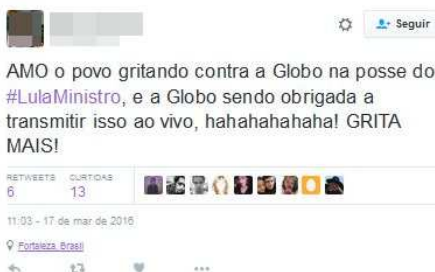 Seguir
AMO o povo gritando contra a Globo na posse do
#LulaMinistro, e a Globo sendo obrigada a
transmitir isso ao vivo, hahahahahaha! GRITA
MAIS!
RETWEETS CURTIDAS
6 13
11:03 - 17 de mar de 2016
Fortaleza, Brasil